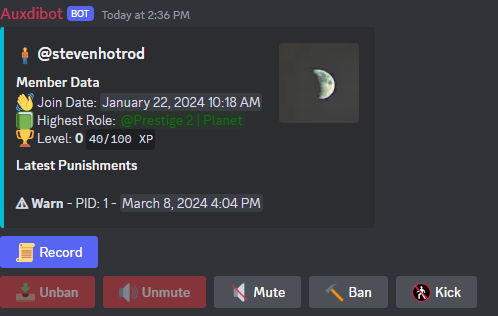 Auxdibot BOT Today at 2:36 PM
@stevenhotrod
Member Data
Join Date: January 22, 2024 10:18 AM
Highest Role: @Prestige 2 | Planet
Level: 0 40/100 XP
Latest Punishments
Warn - PID: 1 - March 8, 2024 4:04 PM
Record
Unban Unmute Mute Ban Kick